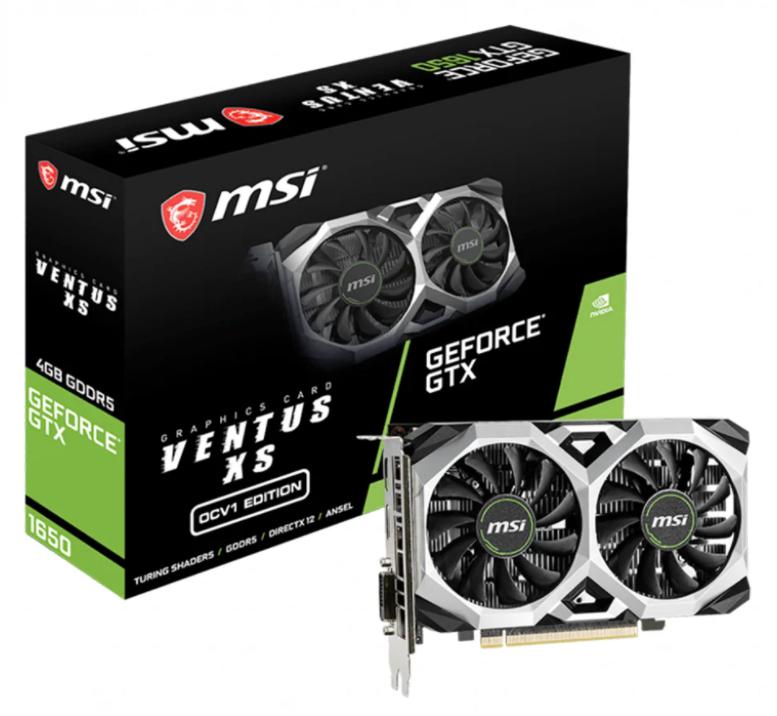 msi
VENTUS
XS
GEFORCE
GTX 1650
msi
GRAPHICS CARD
VENTUS
XS
4GB GDDR5
GEFORCE
GTX
1650
msi
msi
msi
NVIDIA
GEFORCE
GTX
GRAPHICS CARD
VENTUS
XS
OCV1 EDITION
TURING SHADERS / GDDR5 / DIRECTX 12 / ANSEL
msi
msi